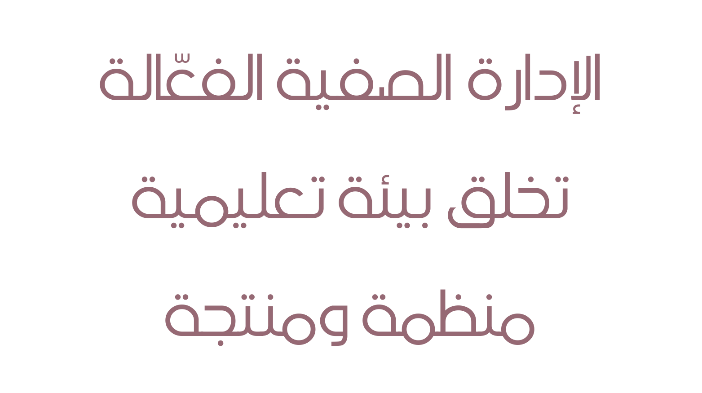 الإدارة الصفية الفعّالة
تخلق بيئة تعليمية
منظمة ومنتجة